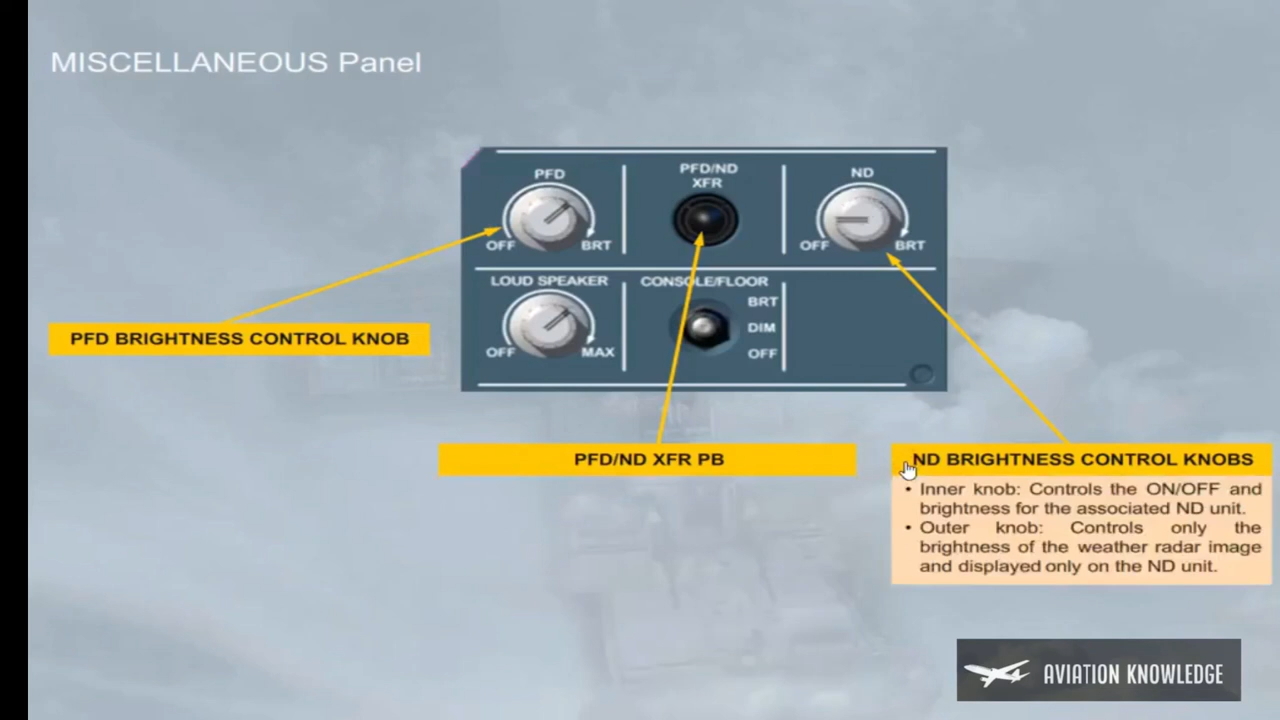 MISCELLANEOUS Panel
PFD
PFD/ND
XFR
ND
OFF
BRT
OFF
BRT
LOUD SPEAKER
CONSOLE/FLOOR
BRT
DIM
OFF
OFF
MAX
PFD BRIGHTNESS CONTROL KNOB
PFD/ND XFR PB
ND BRIGHTNESS CONTROL KNOBS
• Inner knob: Controls the ON/OFF and
brightness for the associated ND unit.
• Outer knob: Controls only the
brightness of the weather radar image
and displayed only on the ND unit.
AVIATION KNOWLEDGE